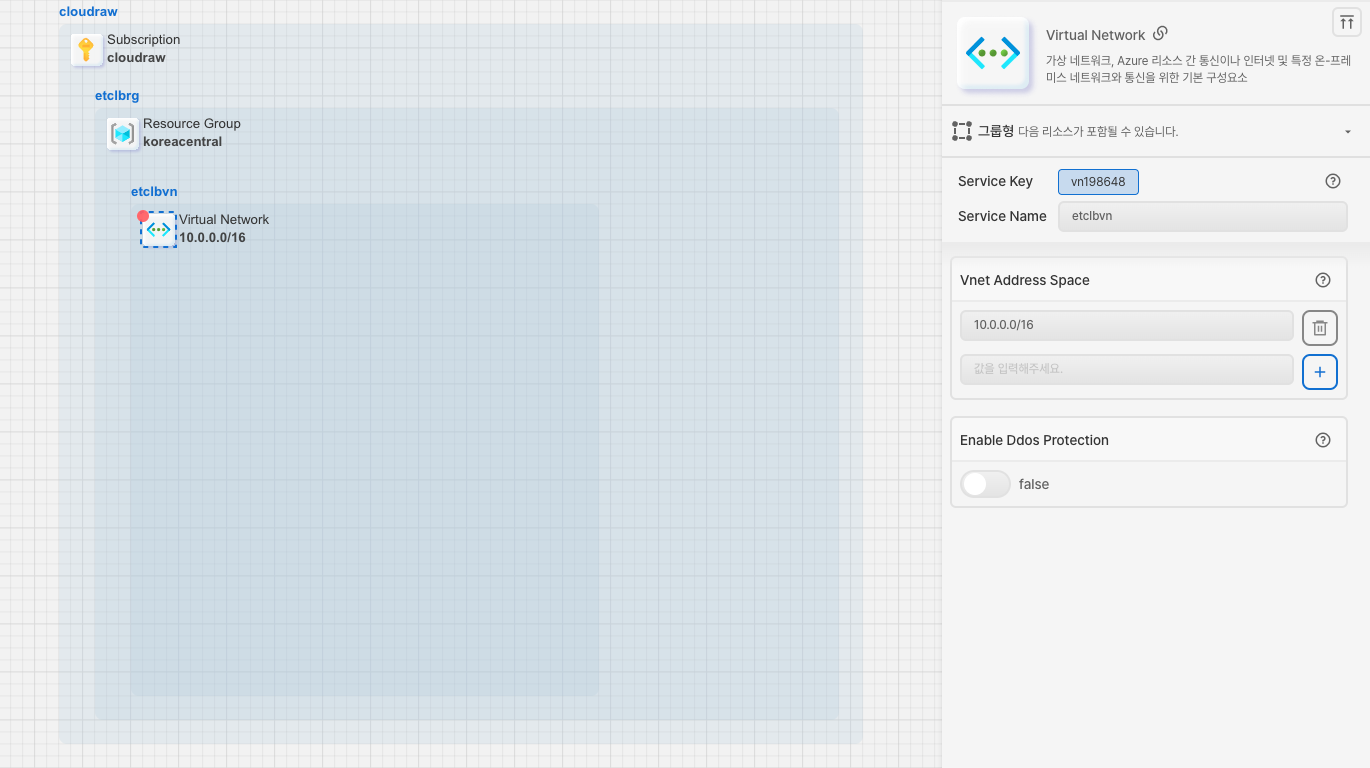 cloudraw
Subscription
cloudraw
etclbrg
Resource Group
koreacentral
etclbvn
Virtual Network
10.0.0.0/16
Virtual Network
가상 네트워크, Azure 리소스 간 통신이나 인터넷 및 특정 온-프레
미스 네트워크와 통신을 위한 기본 구성요소
그룹형 다음 리소스가 포함될 수 있습니다.
Service Key vn198648
Service Name etclbvn
Vnet Address Space
10.0.0.0/16
값을 입력해주세요.
Enable Ddos Protection
false